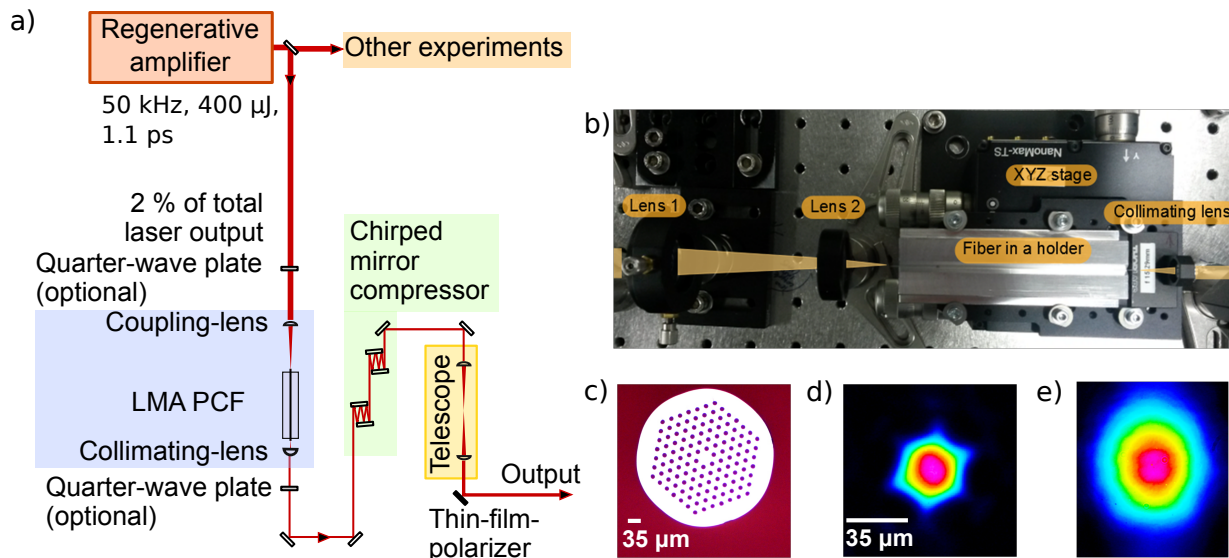 a)
Regenerative
amplifier
Other experiments
50 kHz, 400 µJ,
1.1 ps
2 % of total
laser output
Quarter-wave plate
(optional)
Coupling-lens
LMA PCF
Collimating-lens
Quarter-wave plate
(optional)
Chirped
mirror
compressor
Telescope
Output
Thin-film-
polarizer
b)
NanoMax-TS
Y
XYZ stage
Lens 1
Lens 2
Collimating lens
Fiber in a holder
c)
35 µm
d)
35 µm
e)